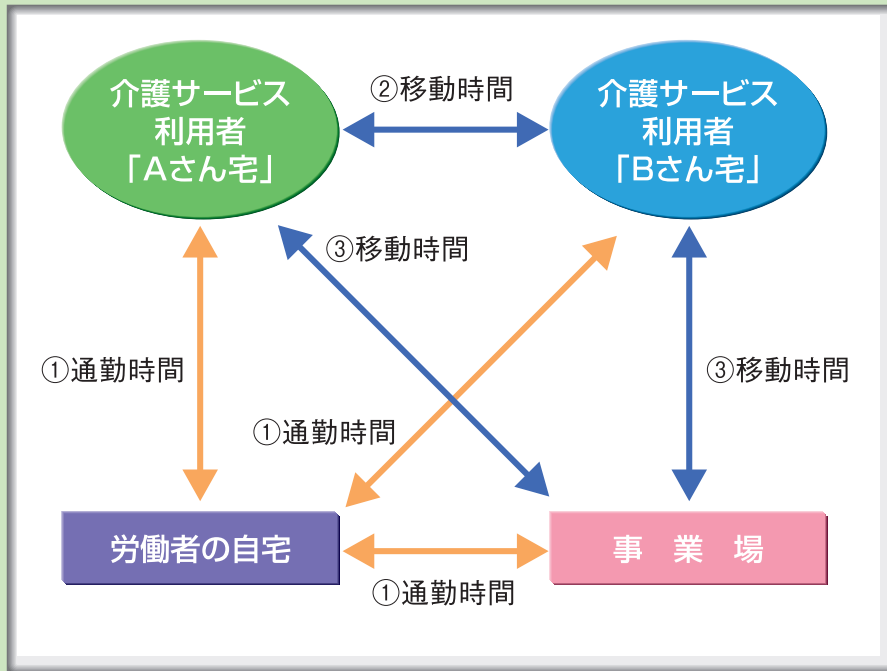 介護サービス
利用者
「Aさん宅」
②移動時間
介護サービス
利用者
「Bさん宅」
③移動時間
①通勤時間
③移動時間
①通勤時間
労働者の自宅
事　業　場
①通勤時間